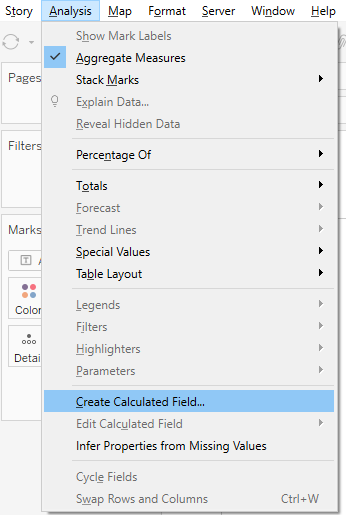 Story Analysis Map Format Server Window Help
Show Mark Labels
Aggregate Measures
Pages
Stack Marks
Explain Data...
Reveal Hidden Data
Filters
Percentage Of
Totals
Forecast
Marks
Trend Lines
Special Values
Table Layout
Color
Legends
Filters
Highlighters
Detai
Parameters
Create Calculated Field...
Edit Calculated Field
Infer Properties from Missing Values
Cycle Fields
Swap Rows and Columns Ctrl+W